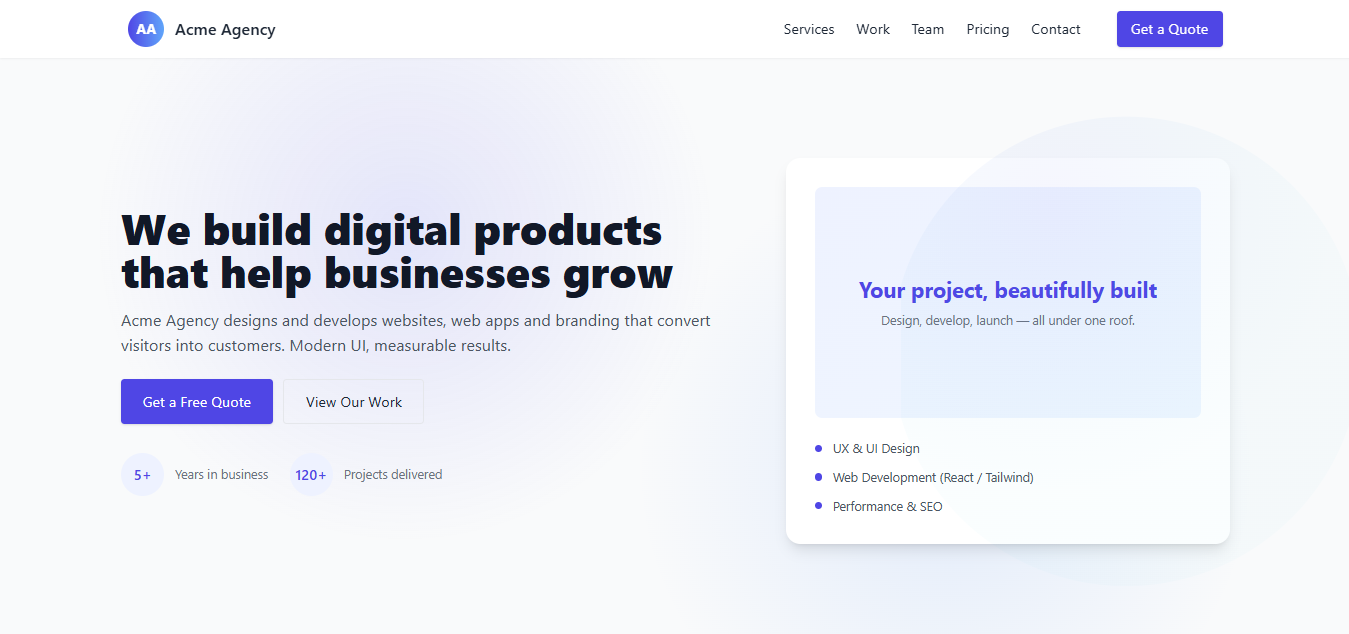 AA Acme Agency
Services Work Team Pricing Contact Get a Quote
We build digital products
that help businesses grow
Acme Agency designs and develops websites, web apps and branding that convert
visitors into customers. Modern UI, measurable results.
Get a Free Quote View Our Work
5+ Years in business 120+ Projects delivered
Your project, beautifully built
Design, develop, launch — all under one roof.
UX & UI Design
Web Development (React / Tailwind)
Performance & SEO